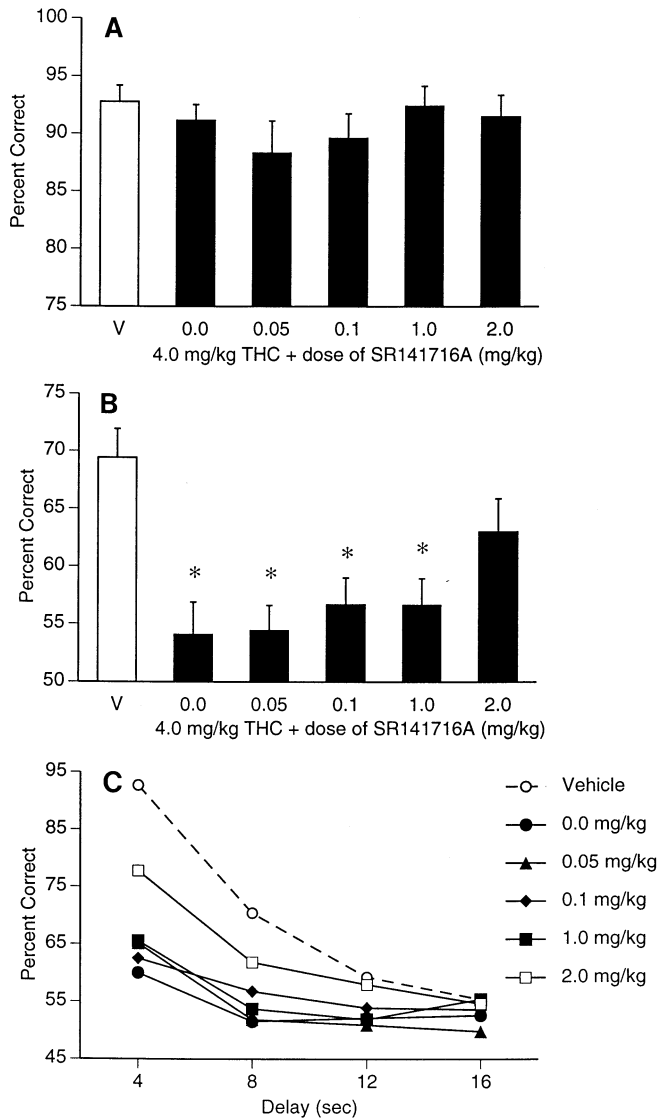 A
100
95
90
85
80
75
Percent Correct
V 0.0 0.05 0.1 1.0 2.0
4.0 mg/kg THC + dose of SR141716A (mg/kg)
B
75
70
65
60
55
50
Percent Correct
* * * *
V 0.0 0.05 0.1 1.0 2.0
4.0 mg/kg THC + dose of SR141716A (mg/kg)
C
95
85
75
65
55
45
Percent Correct
4 8 12 16
Delay (sec)
Vehicle
0.0 mg/kg
0.05 mg/kg
0.1 mg/kg
1.0 mg/kg
2.0 mg/kg